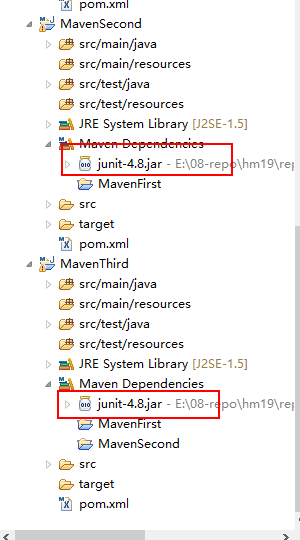 pom.xml
MavenSecond
src/main/java
src/main/resources
src/test/java
src/test/resources
JRE System Library [J2SE-1.5]
Maven Dependencies
junit-4.8.jar - E:\08-repo\hm19\rep
MavenFirst
src
target
pom.xml
MavenThird
src/main/java
src/main/resources
src/test/java
src/test/resources
JRE System Library [J2SE-1.5]
Maven Dependencies
junit-4.8.jar - E:\08-repo\hm19\rep
MavenFirst
MavenSecond
src
target
pom.xml